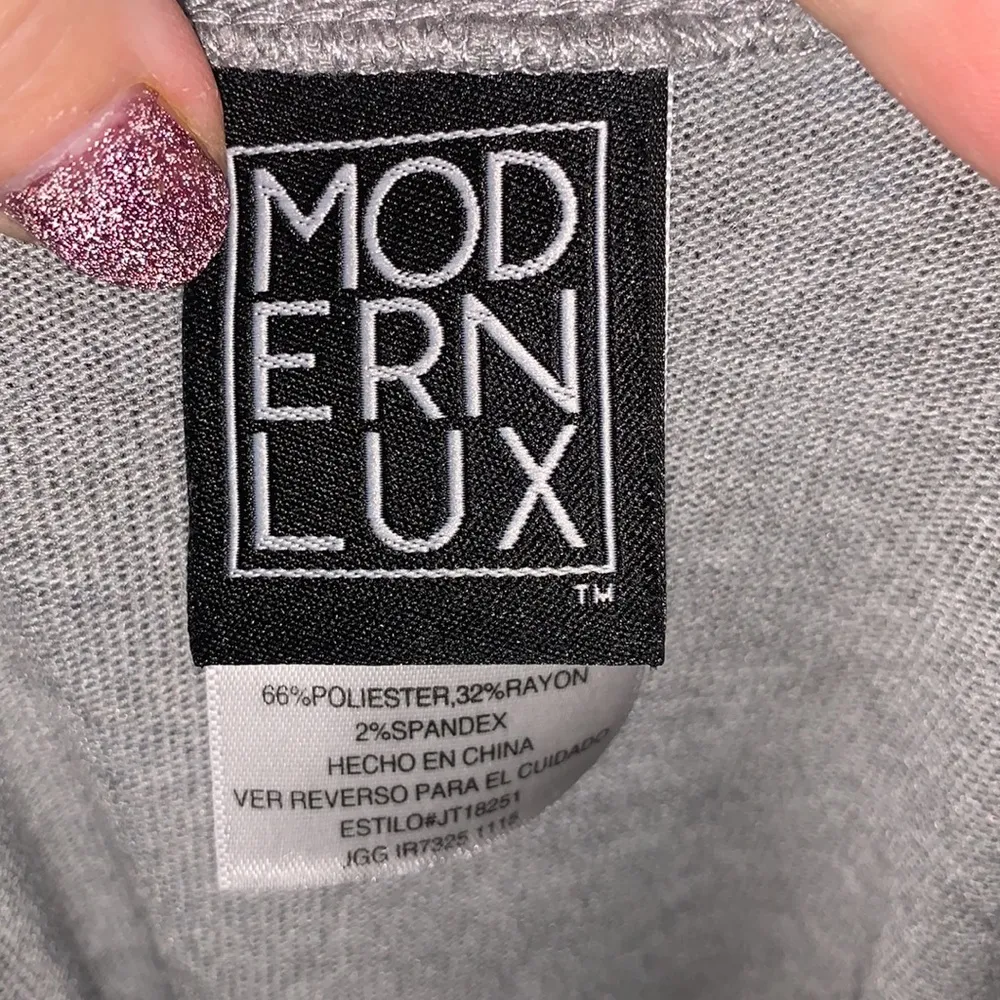 MOD
ERN
LUX
TM
66%POLIESTER,32%RAYON
2%SPANDEX
HECHO EN CHINA
VER REVERSO PARA EL CUIDADO
ESTILO#JT18251
JGG IR7325 1118